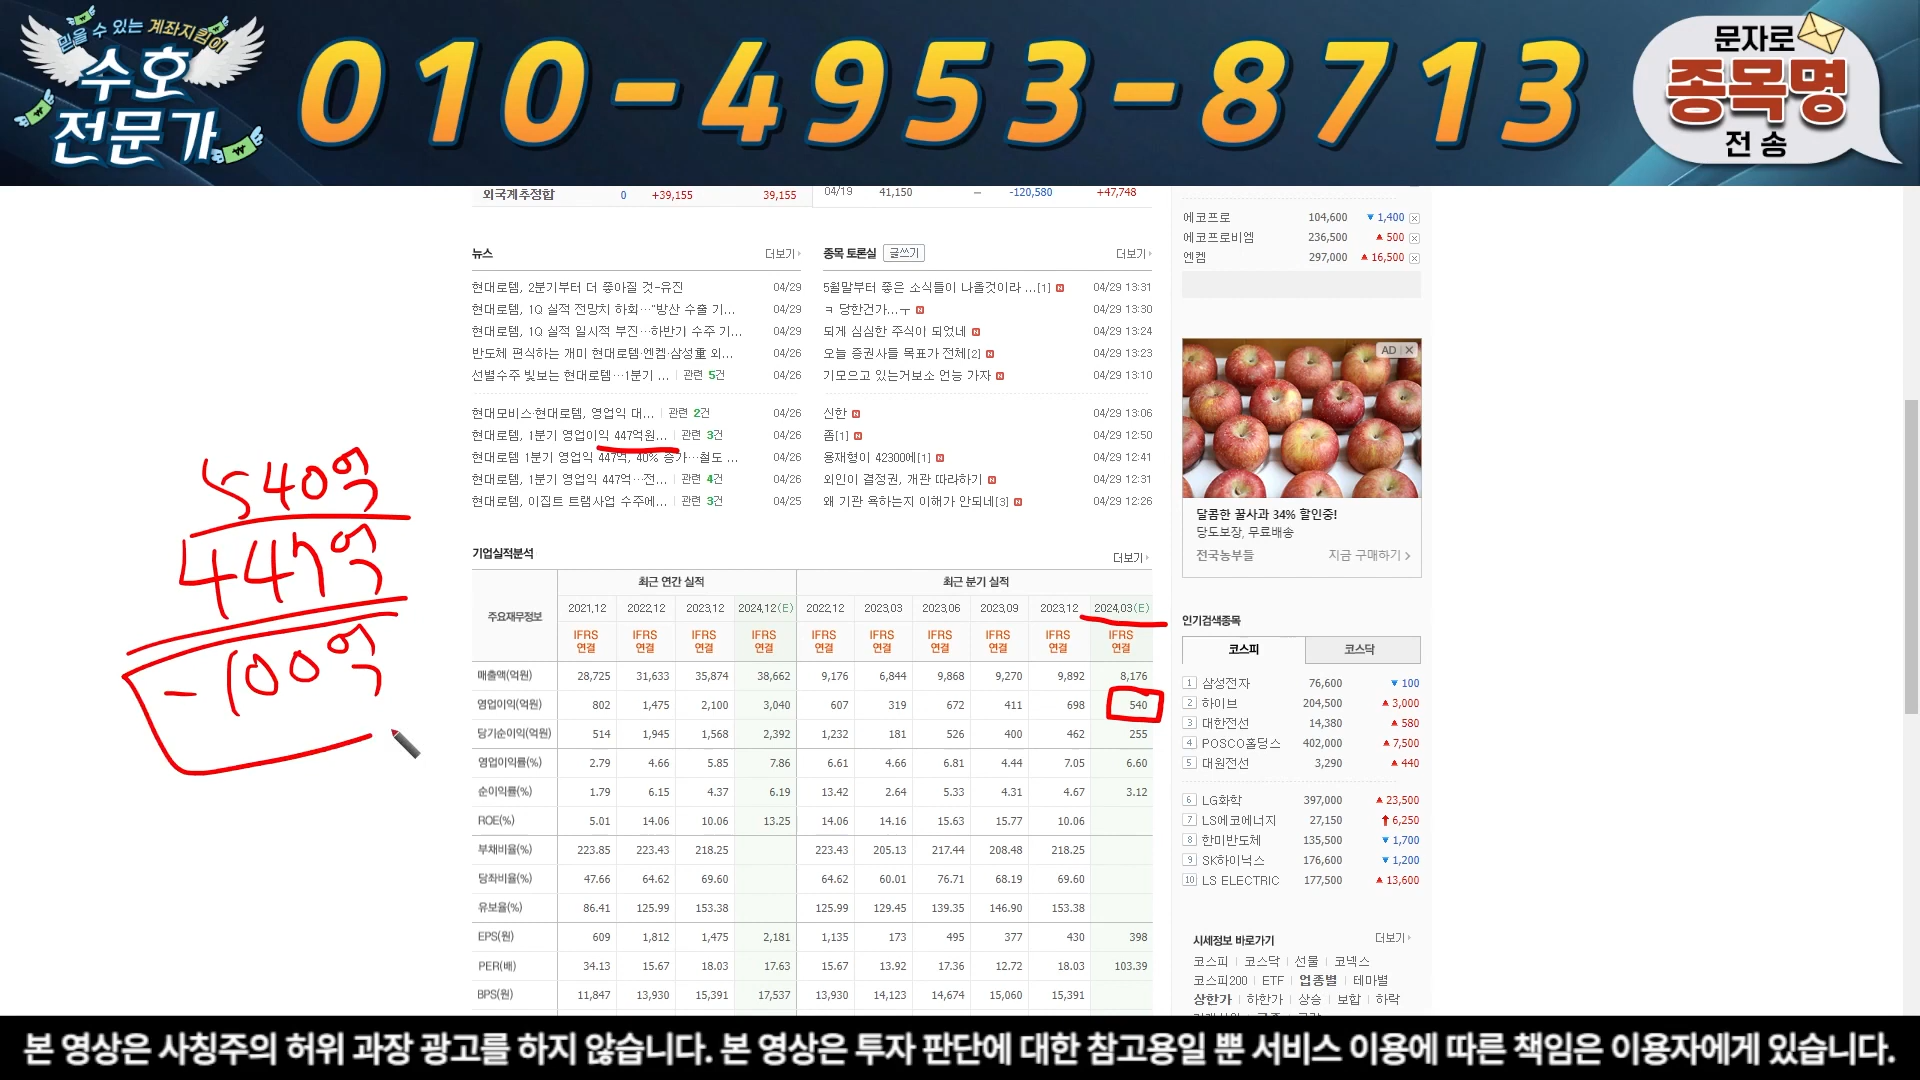 믿을 수 있는 계좌지킴이
수호
전문가
010-4953-8713
문자로
종목명
전송
외국계추정합 0 +39,155 39,155
04/19 41,150 − -120,580 +47,748
에코프로 104,600 ▼ 1,400
에코프로비엠 236,500 ▲ 500
엔켐 297,000 ▲ 16,500
뉴스 더보기
현대로템, 2분기부터 더 좋아질 것-유진 04/29
현대로템, 1Q 실적 전망치 하회…"방산 수출 기... 04/29
현대로템, 1Q 실적 일시적 부진…하반기 수주 기... 04/29
반도체 편식하는 개미 현대로템·엔켐·삼성重 외... 04/26
선별수주 빛보는 현대로템…1분기 ... 관련 5건 04/26
현대모비스·현대로템, 영업익 대... 관련 2건 04/26
현대로템, 1분기 영업이익 447억원... 관련 3건 04/26
현대로템 1분기 영업익 447억, 40% 증가…철도 ... 04/26
현대로템, 1분기 영업익 447억…전... 관련 4건 04/26
현대로템, 이집트 트램사업 수주에... 관련 3건 04/25
종목 토론실 글쓰기 더보기
5월말부터 좋은 소식들이 나올것이라 ...[1] N 04/29 13:31
ㅋ 당한건가...ㅜ N 04/29 13:30
되게 심심한 주식이 되었네 N 04/29 13:24
오늘 증권사들 목표가 전체[2] N 04/29 13:23
기모으고 있는거보소 언능 가자 N 04/29 13:10
신한 N 04/29 13:06
좀[1] N 04/29 12:50
용재형이 42300에[1] N 04/29 12:41
외인이 결정권, 개관 따라하기 N 04/29 12:31
왜 기관 욕하는지 이해가 안되네[3] N 04/29 12:26
AD
달콤한 꿀사과 34% 할인중!
당도보장, 무료배송
전국농부들 지금 구매하기
540억
447억
-100억
기업실적분석 더보기
주요재무정보 최근 연간 실적 최근 분기 실적
2021.12 2022.12 2023.12 2024.12(E) 2022.12 2023.03 2023.06 2023.09 2023.12 2024.03(E)
IFRS IFRS IFRS IFRS IFRS IFRS IFRS IFRS IFRS IFRS
연결 연결 연결 연결 연결 연결 연결 연결 연결 연결
매출액(억원) 28,725 31,633 35,874 38,662 9,176 6,844 9,868 9,270 9,892 8,176
영업이익(억원) 802 1,475 2,100 3,040 607 319 672 411 698 540
당기순이익(억원) 514 1,945 1,568 2,392 1,232 181 526 400 462 255
영업이익률(%) 2.79 4.66 5.85 7.86 6.61 4.66 6.81 4.44 7.05 6.60
순이익률(%) 1.79 6.15 4.37 6.19 13.42 2.64 5.33 4.31 4.67 3.12
ROE(%) 5.01 14.06 10.06 13.25 14.06 14.16 15.63 15.77 10.06
부채비율(%) 223.85 223.43 218.25 223.43 205.13 217.44 208.48 218.25
당좌비율(%) 47.66 64.62 69.60 64.62 60.01 76.71 68.19 69.60
유보율(%) 86.41 125.99 153.38 125.99 129.45 139.35 146.90 153.38
EPS(원) 609 1,812 1,475 2,181 1,135 173 495 377 430 398
PER(배) 34.13 15.67 18.03 17.63 15.67 13.92 17.36 12.72 18.03 103.39
BPS(원) 11,847 13,930 15,391 17,537 13,930 14,123 14,674 15,060 15,391
인기검색종목
코스피 코스닥
1 삼성전자 76,600 ▼ 100
2 하이브 204,500 ▲ 3,000
3 대한전선 14,380 ▲ 580
4 POSCO홀딩스 402,000 ▲ 7,500
5 대원전선 3,290 ▲ 440
6 LG화학 397,000 ▲ 23,500
7 LS에코에너지 27,150 ↑ 6,250
8 한미반도체 135,500 ▼ 1,700
9 SK하이닉스 176,600 ▼ 1,200
10 LS ELECTRIC 177,500 ▲ 13,600
시세정보 바로가기 더보기
코스피 코스닥 선물 코넥스
코스피200 ETF 업종별 테마별
상한가 하한가 상승 보합 하락
본 영상은 사칭주의 허위 과장 광고를 하지 않습니다. 본 영상은 투자 판단에 대한 참고용일 뿐 서비스 이용에 따른 책임은 이용자에게 있습니다.